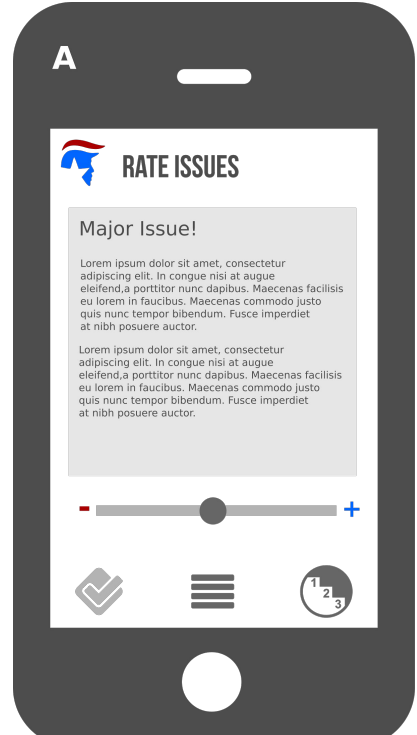 A
RATE ISSUES
Major Issue!
Lorem ipsum dolor sit amet, consectetur
adipiscing elit. In congue nisi at augue
eleifend,a porttitor nunc dapibus. Maecenas facilisis
eu lorem in faucibus. Maecenas commodo justo
quis nunc tempor bibendum. Fusce imperdiet
at nibh posuere auctor.
Lorem ipsum dolor sit amet, consectetur
adipiscing elit. In congue nisi at augue
eleifend,a porttitor nunc dapibus. Maecenas facilisis
eu lorem in faucibus. Maecenas commodo justo
quis nunc tempor bibendum. Fusce imperdiet
at nibh posuere auctor.
- +
1
2
3